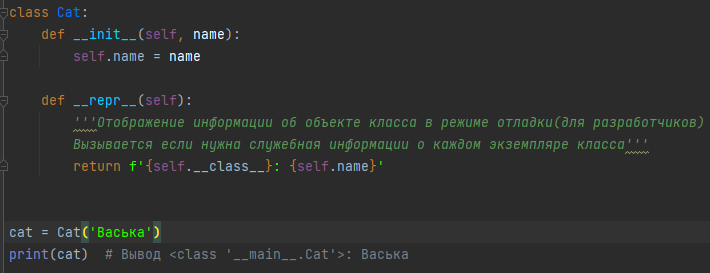 class Cat:
    def __init__(self, name):
        self.name = name

    def __repr__(self):
        '''Отображение информации об объекте класса в режиме отладки(для разработчиков)
        Вызывается если нужна служебная информации о каждом экземпляре класса'''
        return f'{self.__class__}: {self.name}'


cat = Cat('Васька')
print(cat)  # Вывод <class '__main__.Cat'>: Васька